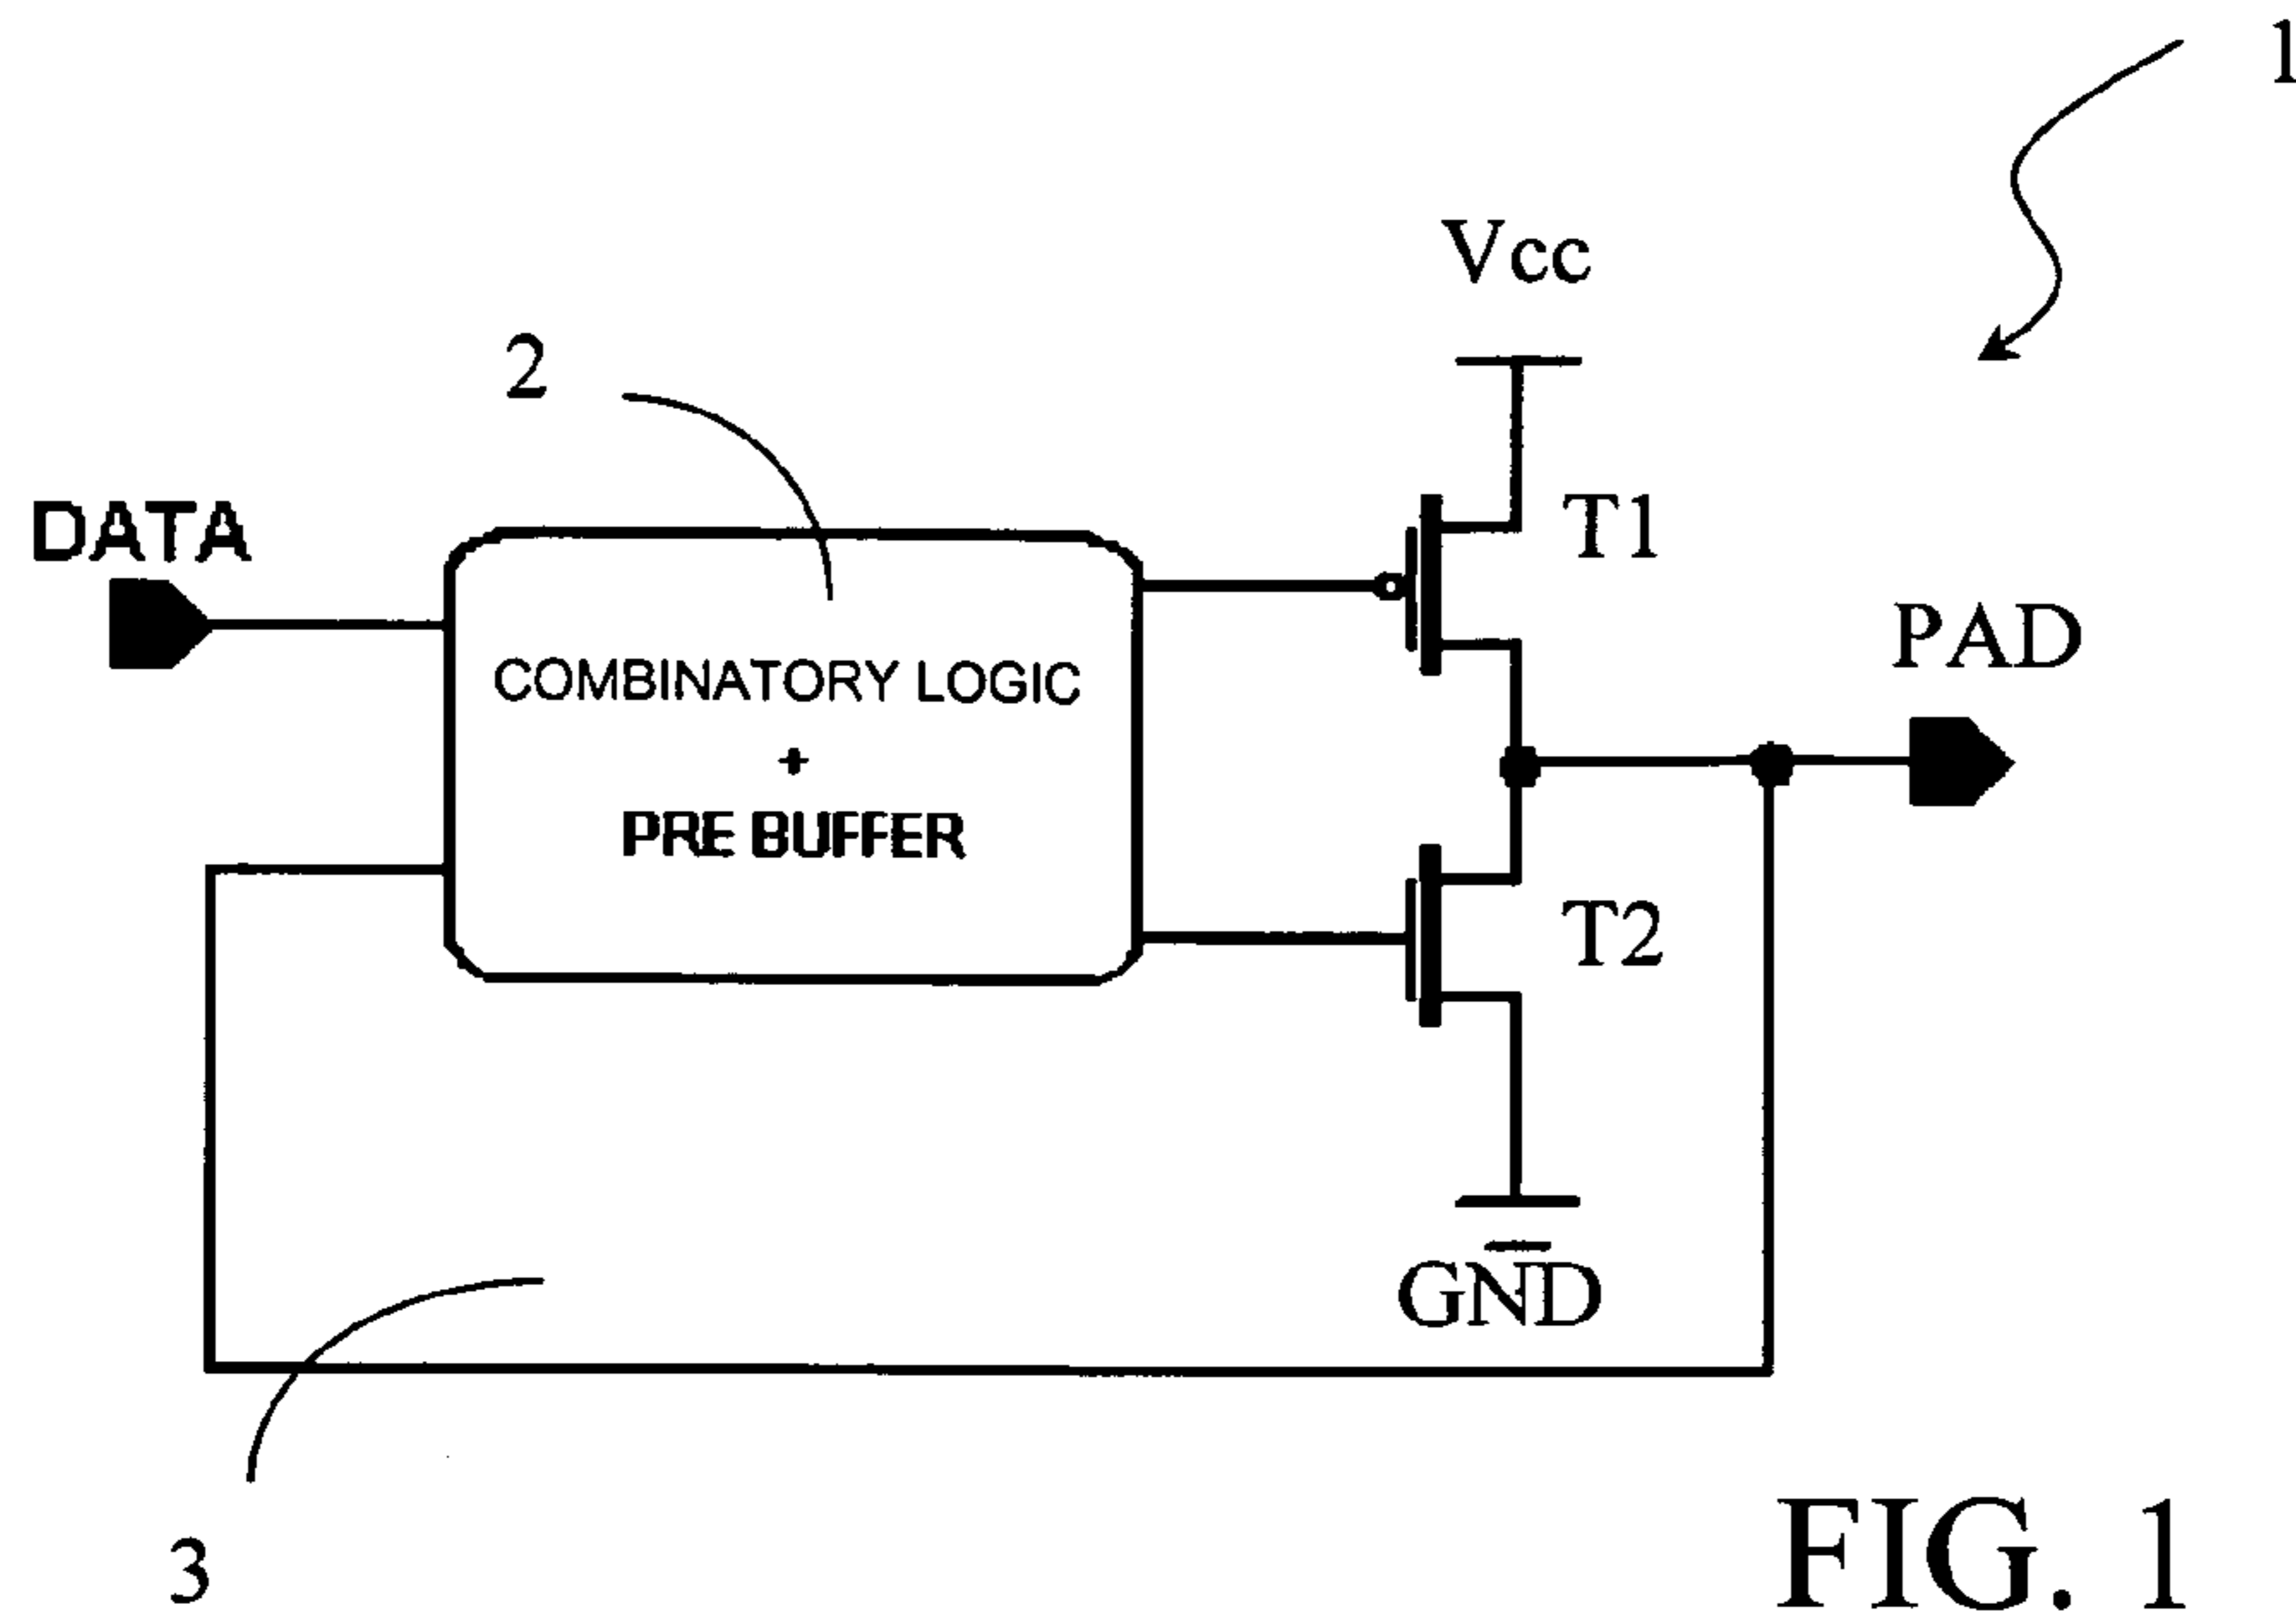 1
Vcc
2
DATA
T1
PAD
COMBINATORY LOGIC
+
PRE BUFFER
T2
GND
3
FIG. 1